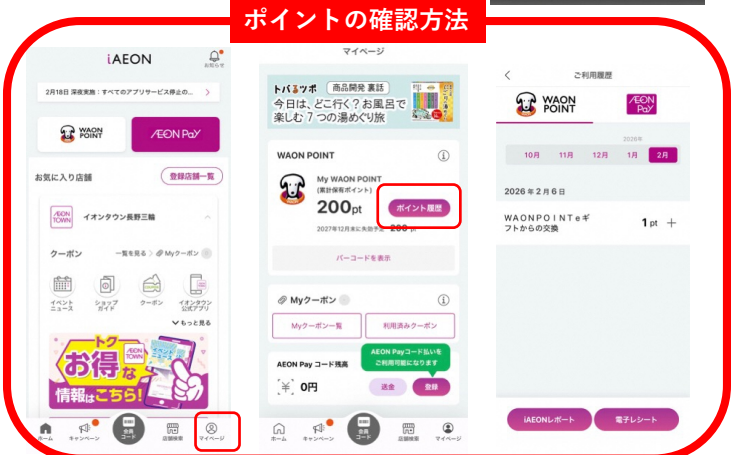 ポイントの確認方法
iAEON
お知らせ
2月18日 深夜実施：すべてのアプリサービス停止の...
WAON POINT
AEON Pay
お気に入り店舗
登録店舗一覧
AEON TOWN
イオンタウン長野三輪
クーポン
一覧を見る
Myクーポン
イベントニュース
ショップガイド
クーポン
イオンタウン公式アプリ
もっと見る
トクー
お得な
AEON TOWN
情報はこちら!
ホーム
キャンペーン
会員コード
店舗検索
マイページ
マイページ
トバるツボ 商品開発 裏話
今日は、どこ行く？お風呂で
楽しむ７つの湯めぐり旅
WAON POINT
My WAON POINT
(累計保有ポイント)
200pt
ポイント履歴
2027年12月末に失効予定 200 pt
バーコードを表示
Myクーポン
Myクーポン一覧
利用済みクーポン
AEON Payコード払いを
ご利用可能になります
AEON Pay コード残高
0円
送金
登録
ホーム
キャンペーン
会員コード
店舗検索
マイページ
ご利用履歴
WAON POINT
AEON Pay
2026年
10月 11月 12月 1月 2月
2026年2月6日
WAONPOINTeギ
フトからの交換
1 pt ＋
iAEONレポート
電子レシート